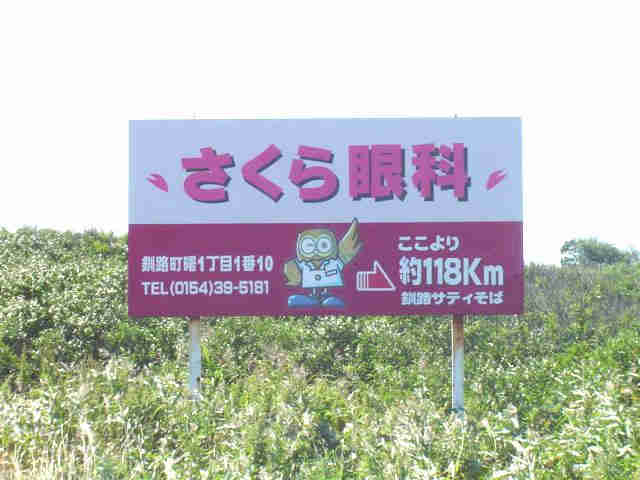 さくら眼科
釧路町曙1丁目1番10
TEL(0154)39-5181
ここより
約118Km
釧路サティそば